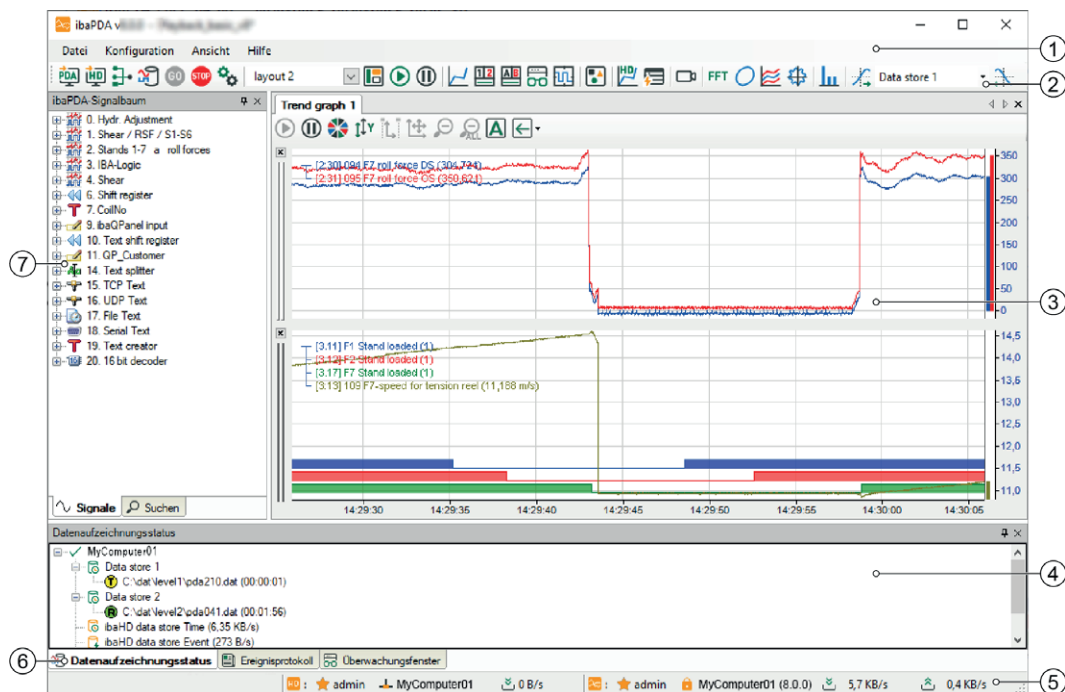 ibaPDA
Datei Konfiguration Ansicht Hilfe
1
PDA HD GO STOP layout 2 12 AB HD FFT Data store 1
2
ibaPDA-Signalbaum
Trend graph 1
0. Hydr. Adjustment
1. Shear / RSF / S1-S6
2. Stands 1-7 a roll forces
3. IBA-Logic
4. Shear
6. Shift register
7. CoilNo
9. ibaQPanel input
10. Text shift register
11. QP_Customer
14. Text splitter
15. TCP Text
16. UDP Text
17. File Text
18. Serial Text
19. Text creator
20. 16 bit decoder
7
Signale Suchen
Y ALL A
[2:30] 094 F7 roll force DS (304,724)
[2:31] 095 F7 roll force OS (350,621)
350
300
250
200
150
100
50
0
3
[3.11] F1 Stand loaded (1)
[3.12] F2 Stand loaded (1)
[3.17] F7 Stand loaded (1)
[3:13] 109 F7-speed for tension reel (11,188 m/s)
14,5
14,0
13,5
13,0
12,5
12,0
11,5
11,0
14:29:30 14:29:35 14:29:40 14:29:45 14:29:50 14:29:55 14:30:00 14:30:05
Datenaufzeichnungsstatus
MyComputer01
Data store 1
T C:\dat\level1\pda210.dat (00:00:01)
Data store 2
R C:\dat\level2\pda041.dat (00:01:56)
ibaHD data store Time (6,35 KB/s)
ibaHD data store Event (273 B/s)
4
6
Datenaufzeichnungsstatus Ereignisprotokoll Überwachungsfenster
HD : admin MyComputer01 0 B/s : admin MyComputer01 (8.0.0) 5,7 KB/s 0,4 KB/s
5